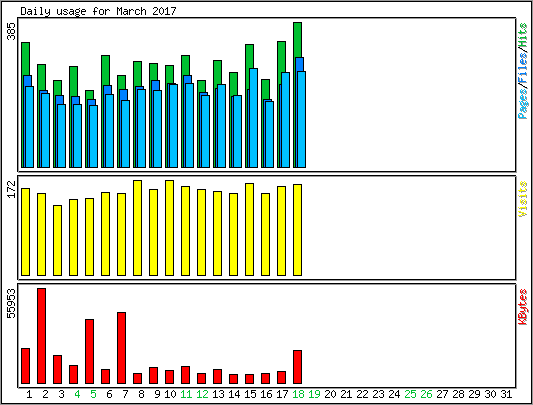 Daily usage for March 2017
385
Pages/Files/Hits
172
Visits
55953
KBytes
1 2 3 4 5 6 7 8 9 10 11 12 13 14 15 16 17 18 19 20 21 22 23 24 25 26 27 28 29 30 31